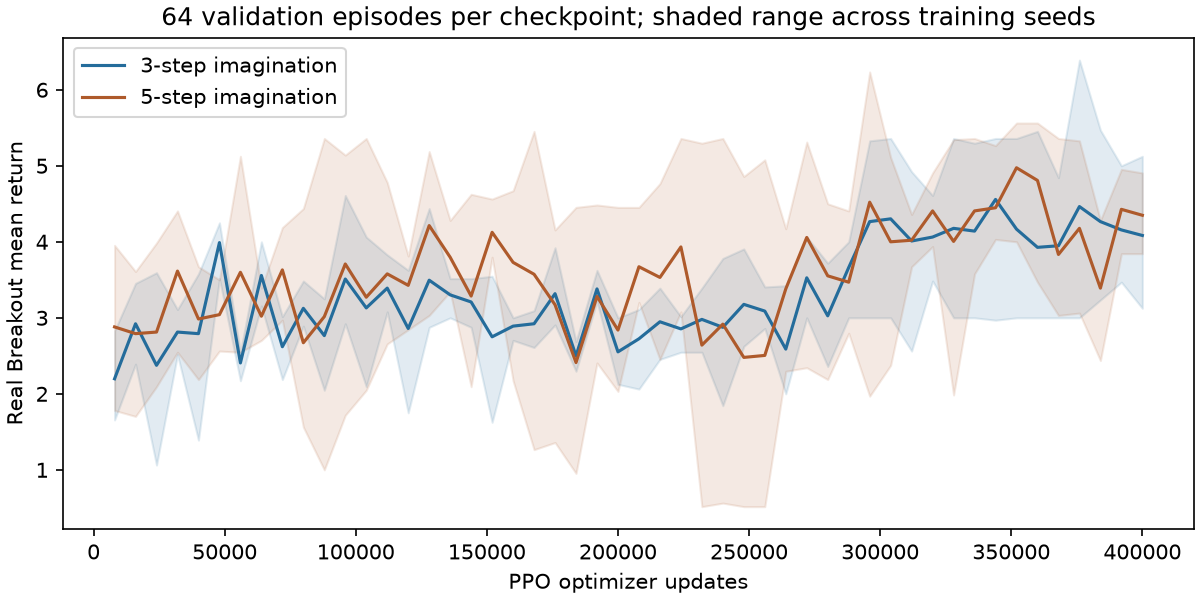 64 validation episodes per checkpoint; shaded range across training seeds
3-step imagination
5-step imagination
Real Breakout mean return
6
5
4
3
2
1
0 50000 100000 150000 200000 250000 300000 350000 400000
PPO optimizer updates